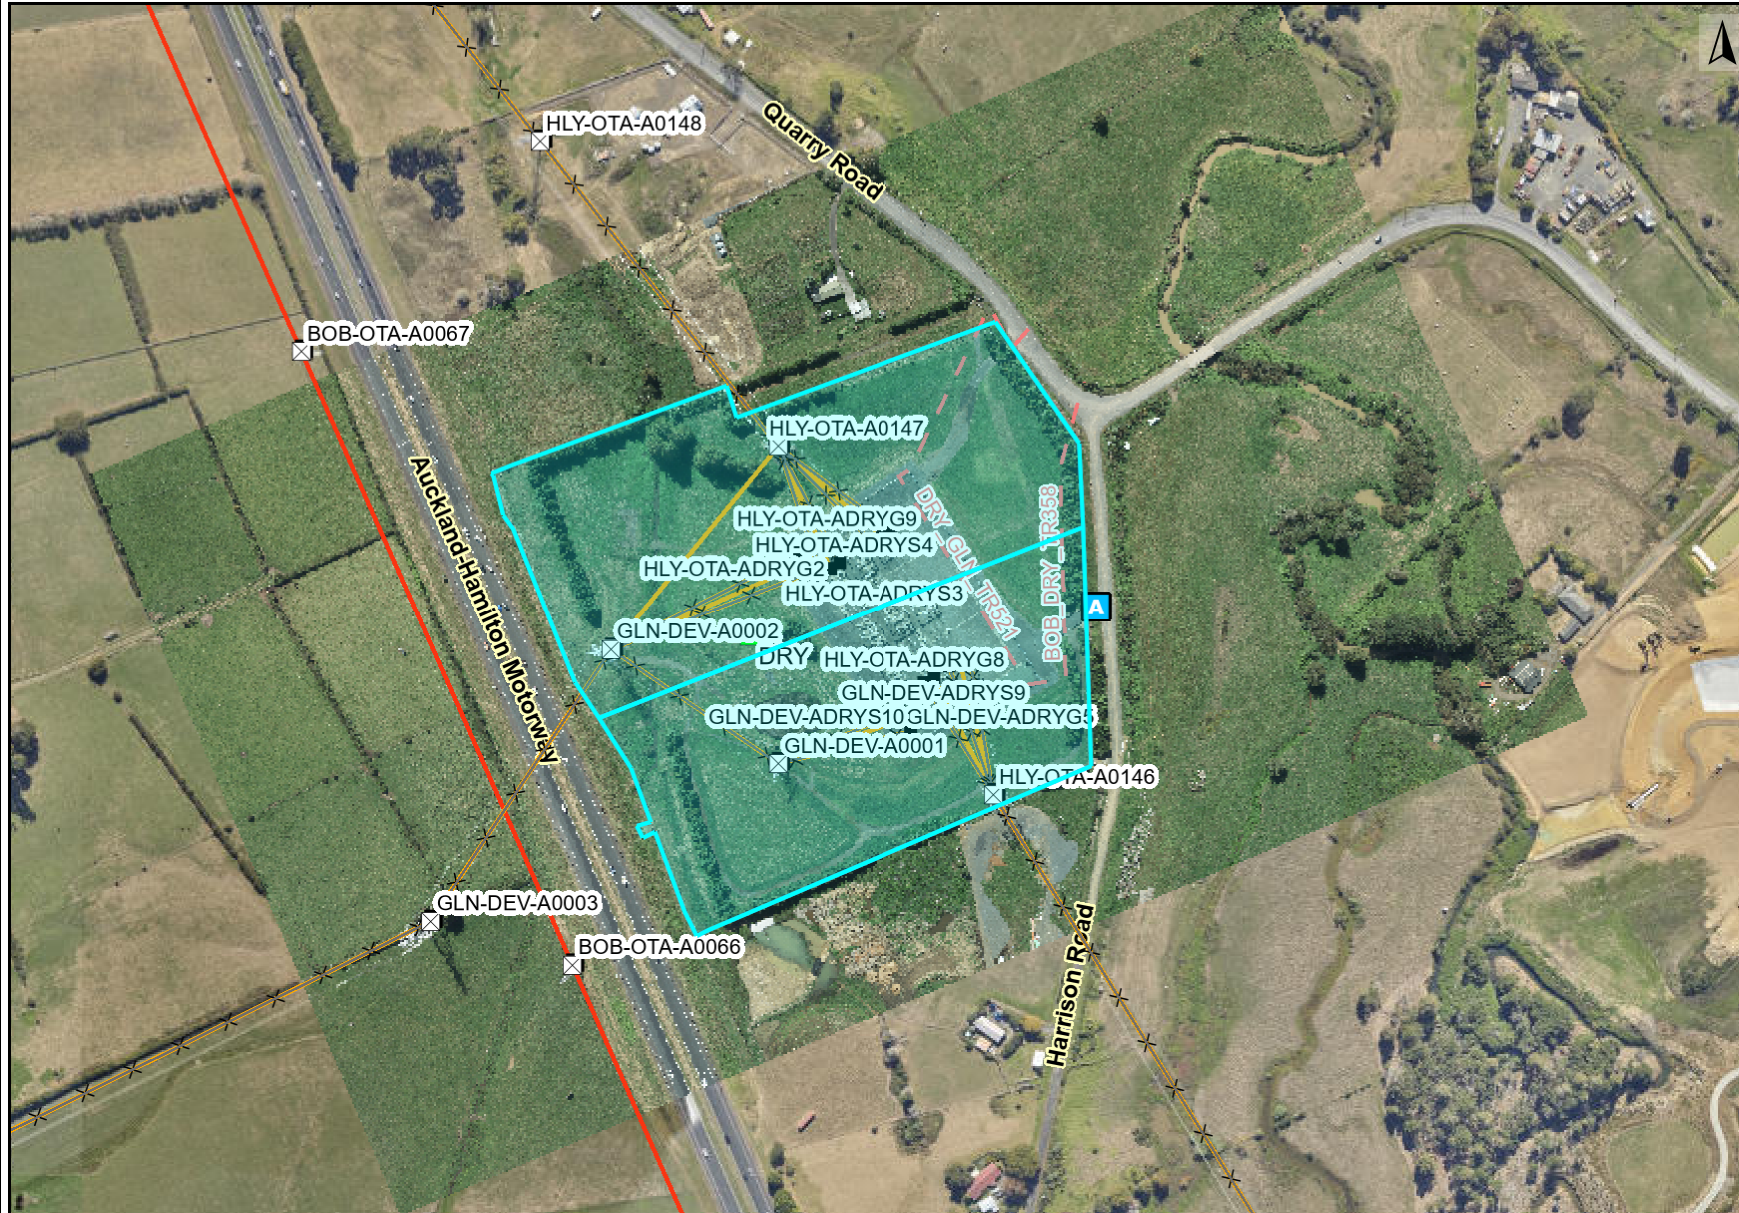 HLY-OTA-A0148
Quarry Road
BOB-OTA-A0067
HLY-OTA-A0147
Auckland-Hamilton Motorway
DRY_GLN_TR521
BOB_DRY_TR358
HLY-OTA-ADRYG9
HLY-OTA-ADRYS4
HLY-OTA-ADRYG2
HLY-OTA-ADRYS3
A
GLN-DEV-A0002
DRY
HLY-OTA-ADRYG8
GLN-DEV-ADRYS9
GLN-DEV-ADRYS10
GLN-DEV-ADRYG5
GLN-DEV-A0001
HLY-OTA-A0146
GLN-DEV-A0003
BOB-OTA-A0066
Harrison Road